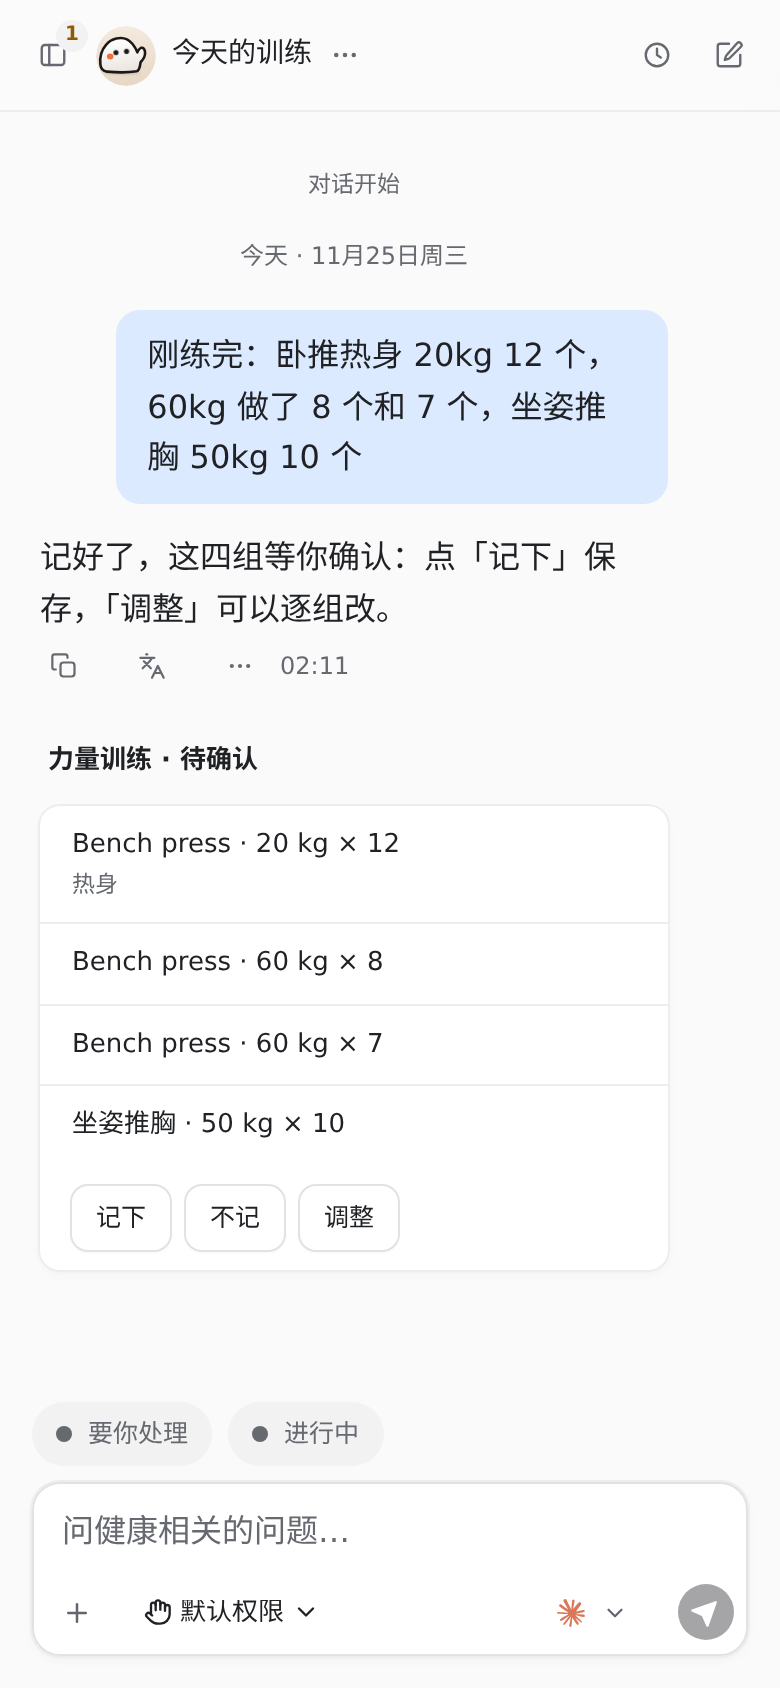 1
今天的训练
对话开始
今天 · 11月25日周三
刚练完：卧推热身 20kg 12 个，
60kg 做了 8 个和 7 个，坐姿推
胸 50kg 10 个
记好了，这四组等你确认：点「记下」保
存，「调整」可以逐组改。
02:11
力量训练 · 待确认
Bench press · 20 kg × 12
热身
Bench press · 60 kg × 8
Bench press · 60 kg × 7
坐姿推胸 · 50 kg × 10
记下 不记 调整
要你处理 进行中
问健康相关的问题…
默认权限